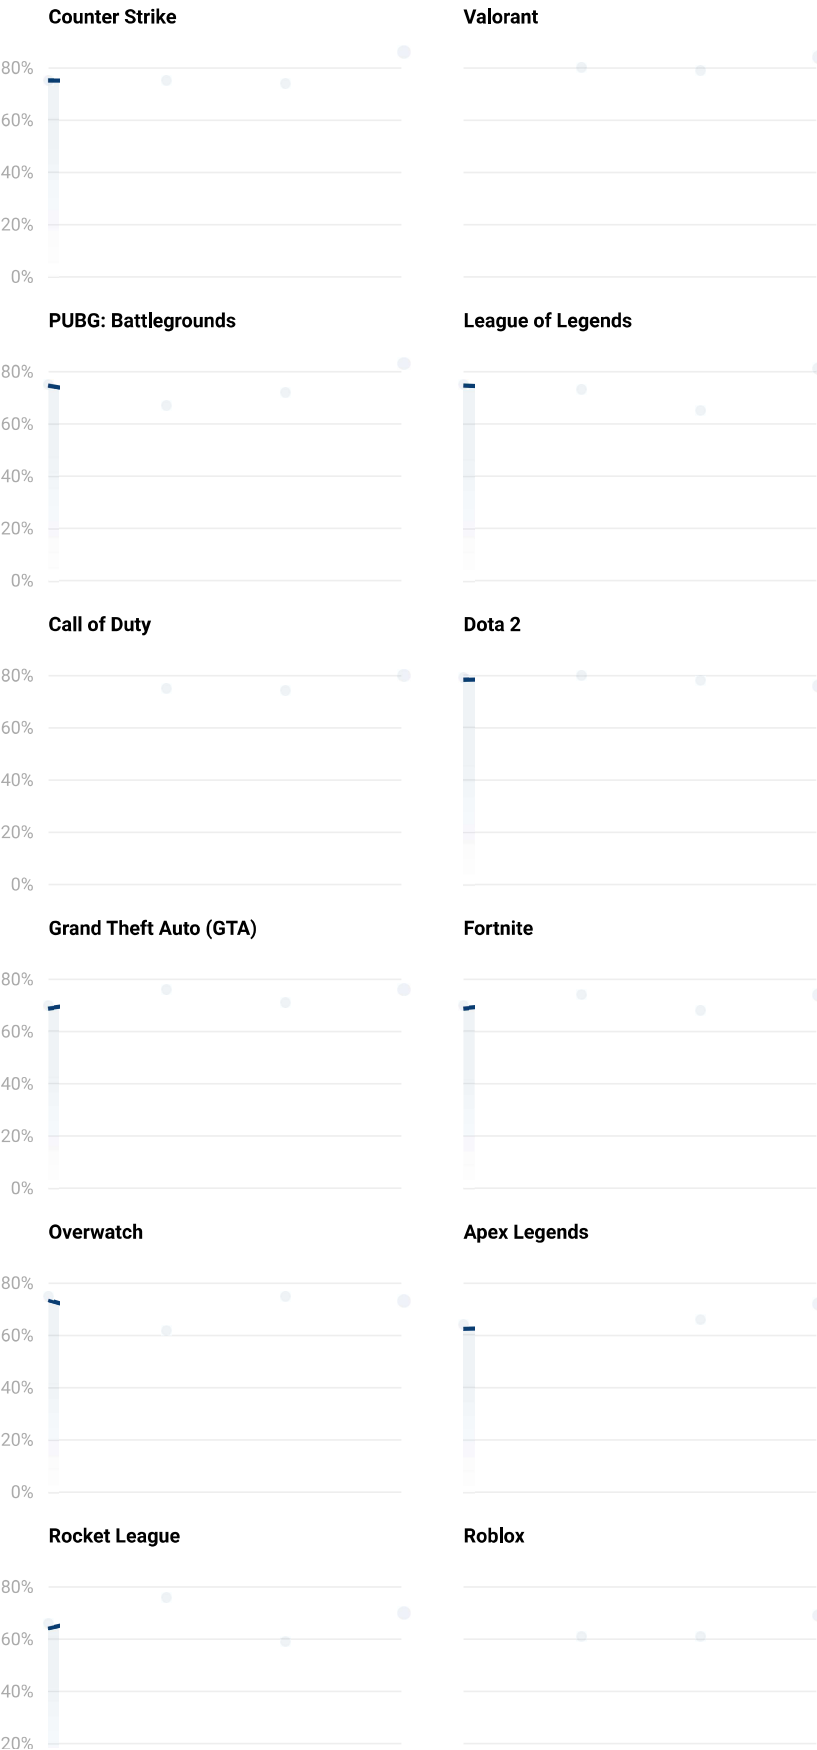 Counter Strike
Valorant
80%
60%
40%
20%
0%
PUBG: Battlegrounds
League of Legends
80%
60%
40%
20%
0%
Call of Duty
Dota 2
80%
60%
40%
20%
0%
Grand Theft Auto (GTA)
Fortnite
80%
60%
40%
20%
0%
Overwatch
Apex Legends
80%
60%
40%
20%
0%
Rocket League
Roblox
80%
60%
40%
20%